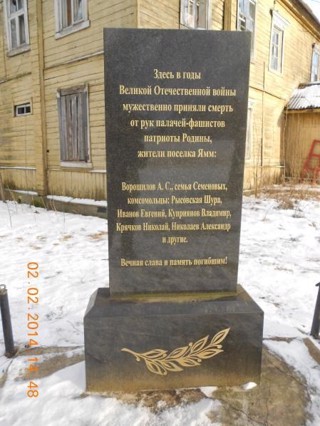 Здесь в годы
Великой Отечественной войны
мужественно приняли смерть
от рук палачей-фашистов
патриоты Родины,
жители поселка Ямм:
Ворошилов А. С., семья Семеновых,
комсомольцы: Рысовская Шура,
Иванов Евгений, Куприянов Владимир,
Крючков Николай, Николаев Александр
и другие.
Вечная слава и память погибшим!
02.02.2014